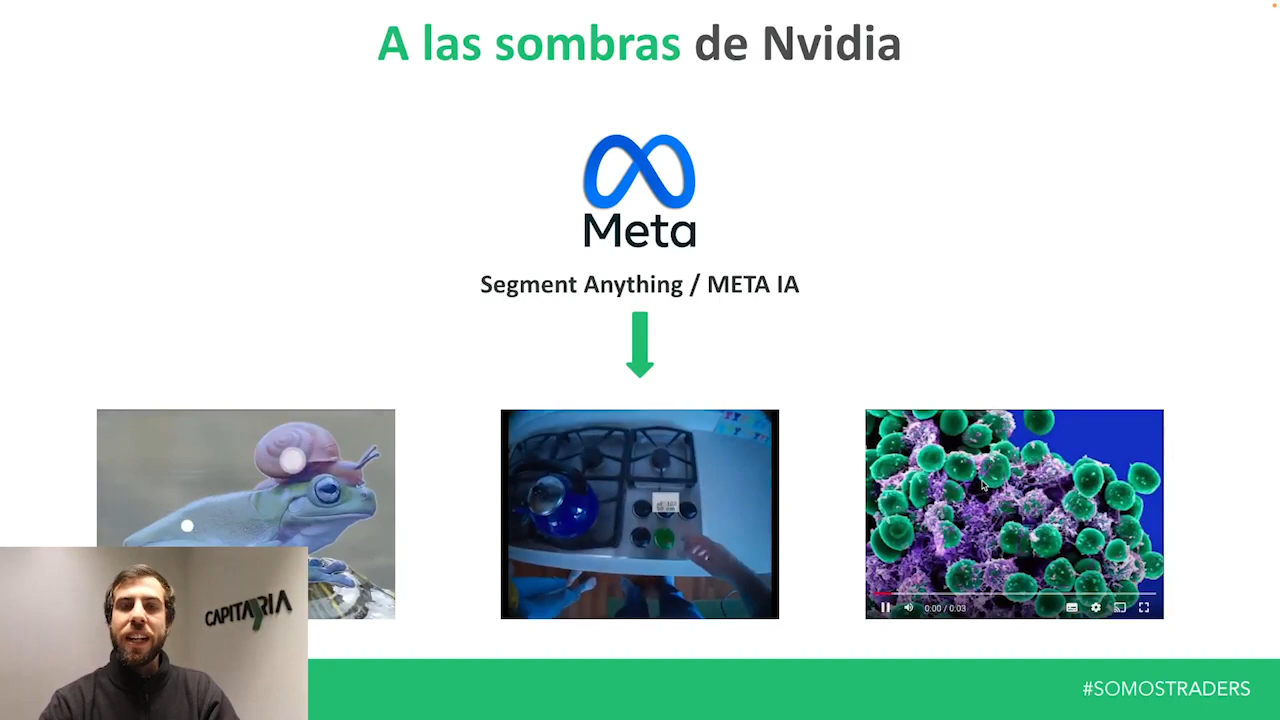 A las sombras de Nvidia
Meta
Segment Anything / META IA
0:00 / 0:03
CAPITARIA
#SOMOSTRADERS